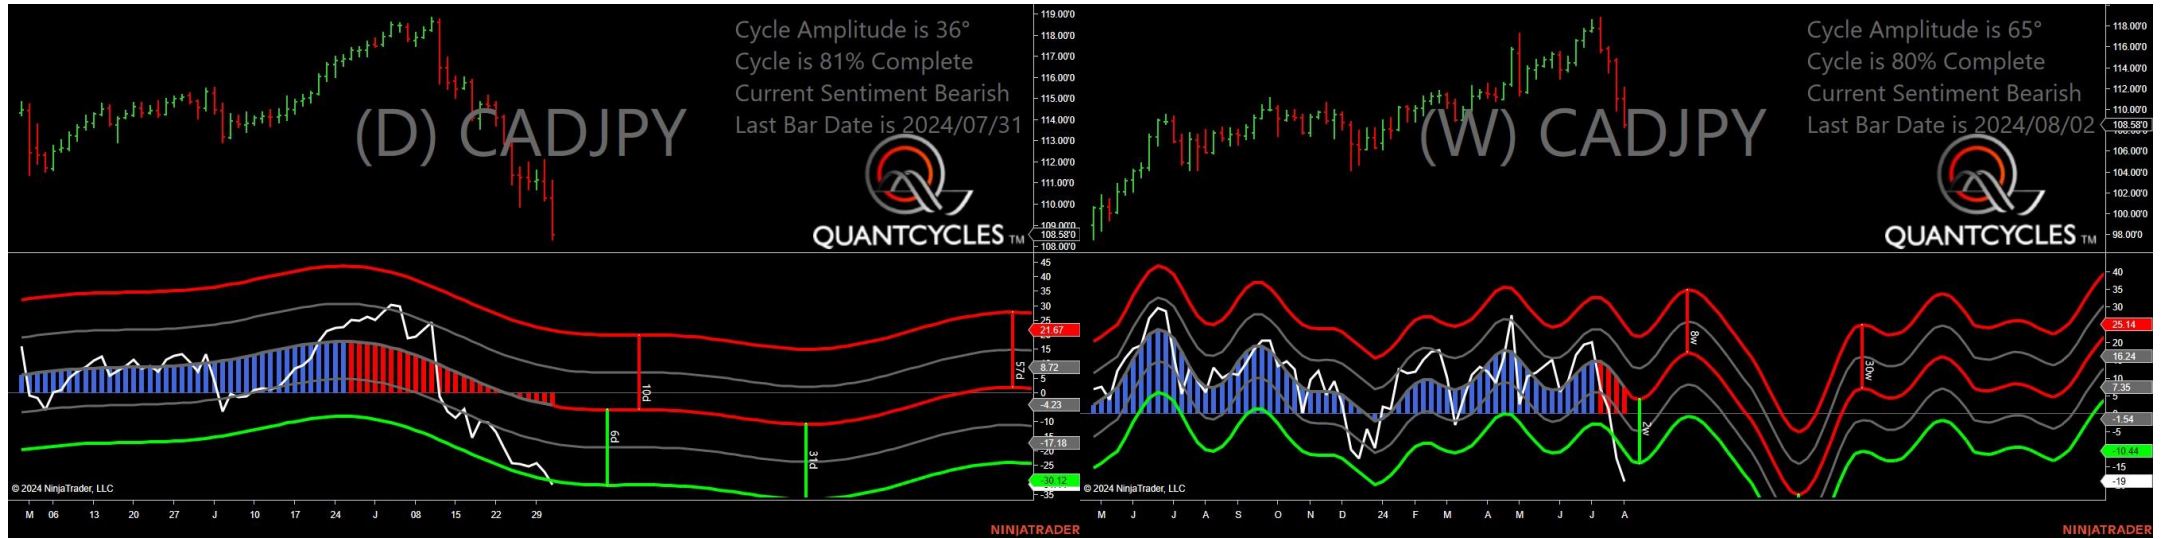 Cycle Amplitude is 36°
Cycle is 81% Complete
Current Sentiment Bearish
Last Bar Date is 2024/07/31
(D) CADJPY
QUANTCYCLES TM
119.00'0
118.00'0
117.00'0
116.00'0
115.00'0
114.00'0
113.00'0
112.00'0
111.00'0
110.00'0
109.00'0
108.58'0
108.00'0
45
40
35
30
25
21.67
20
15
8.72
5
0
-4.23
-10
-15
-17.18
-20
-25
-30.12
-35
10d
6d
31d
57d
© 2024 NinjaTrader, LLC
M 06 13 20 27 J 10 17 24 J 08 15 22 29
NINJATRADER
Cycle Amplitude is 65°
Cycle is 80% Complete
Current Sentiment Bearish
Last Bar Date is 2024/08/02
(W) CADJPY
QUANTCYCLES TM
118.00'0
116.00'0
114.00'0
112.00'0
110.00'0
108.58'0
106.00'0
104.00'0
102.00'0
100.00'0
98.00'0
40
35
30
25.14
20
16.24
10
7.35
5
0
-1.54
-5
-10.44
-15
-19
8w
2w
30w
© 2024 NinjaTrader, LLC
M J J A S O N D 24 F M A M J J A
NINJATRADER